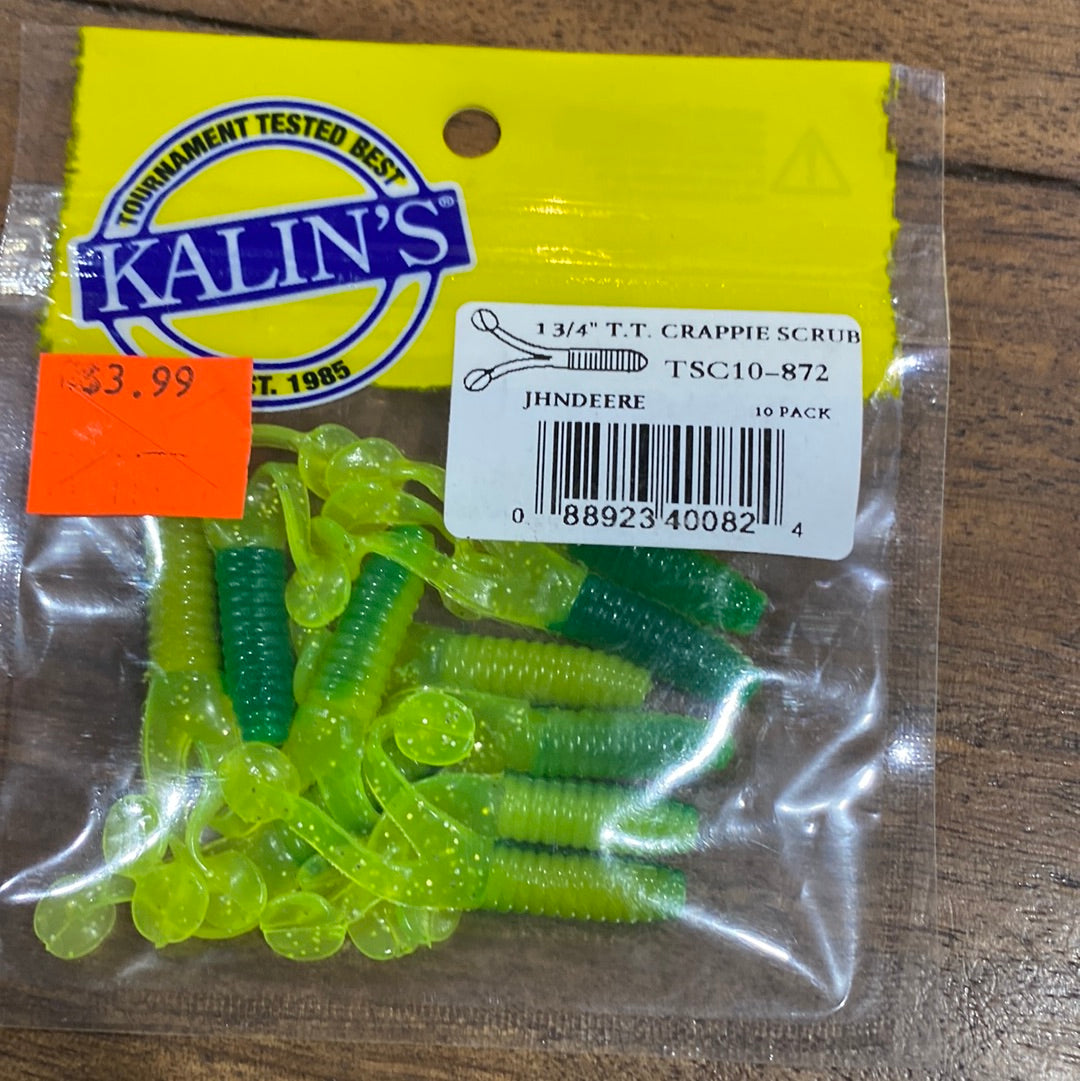 TOURNAMENT TESTED BEST
KALIN'S®
ST. 1985
$3.99
1 3/4" T.T. CRAPPIE SCRUB
TSC10-872
JHNDEERE
10 PACK
0 88923 40082 4